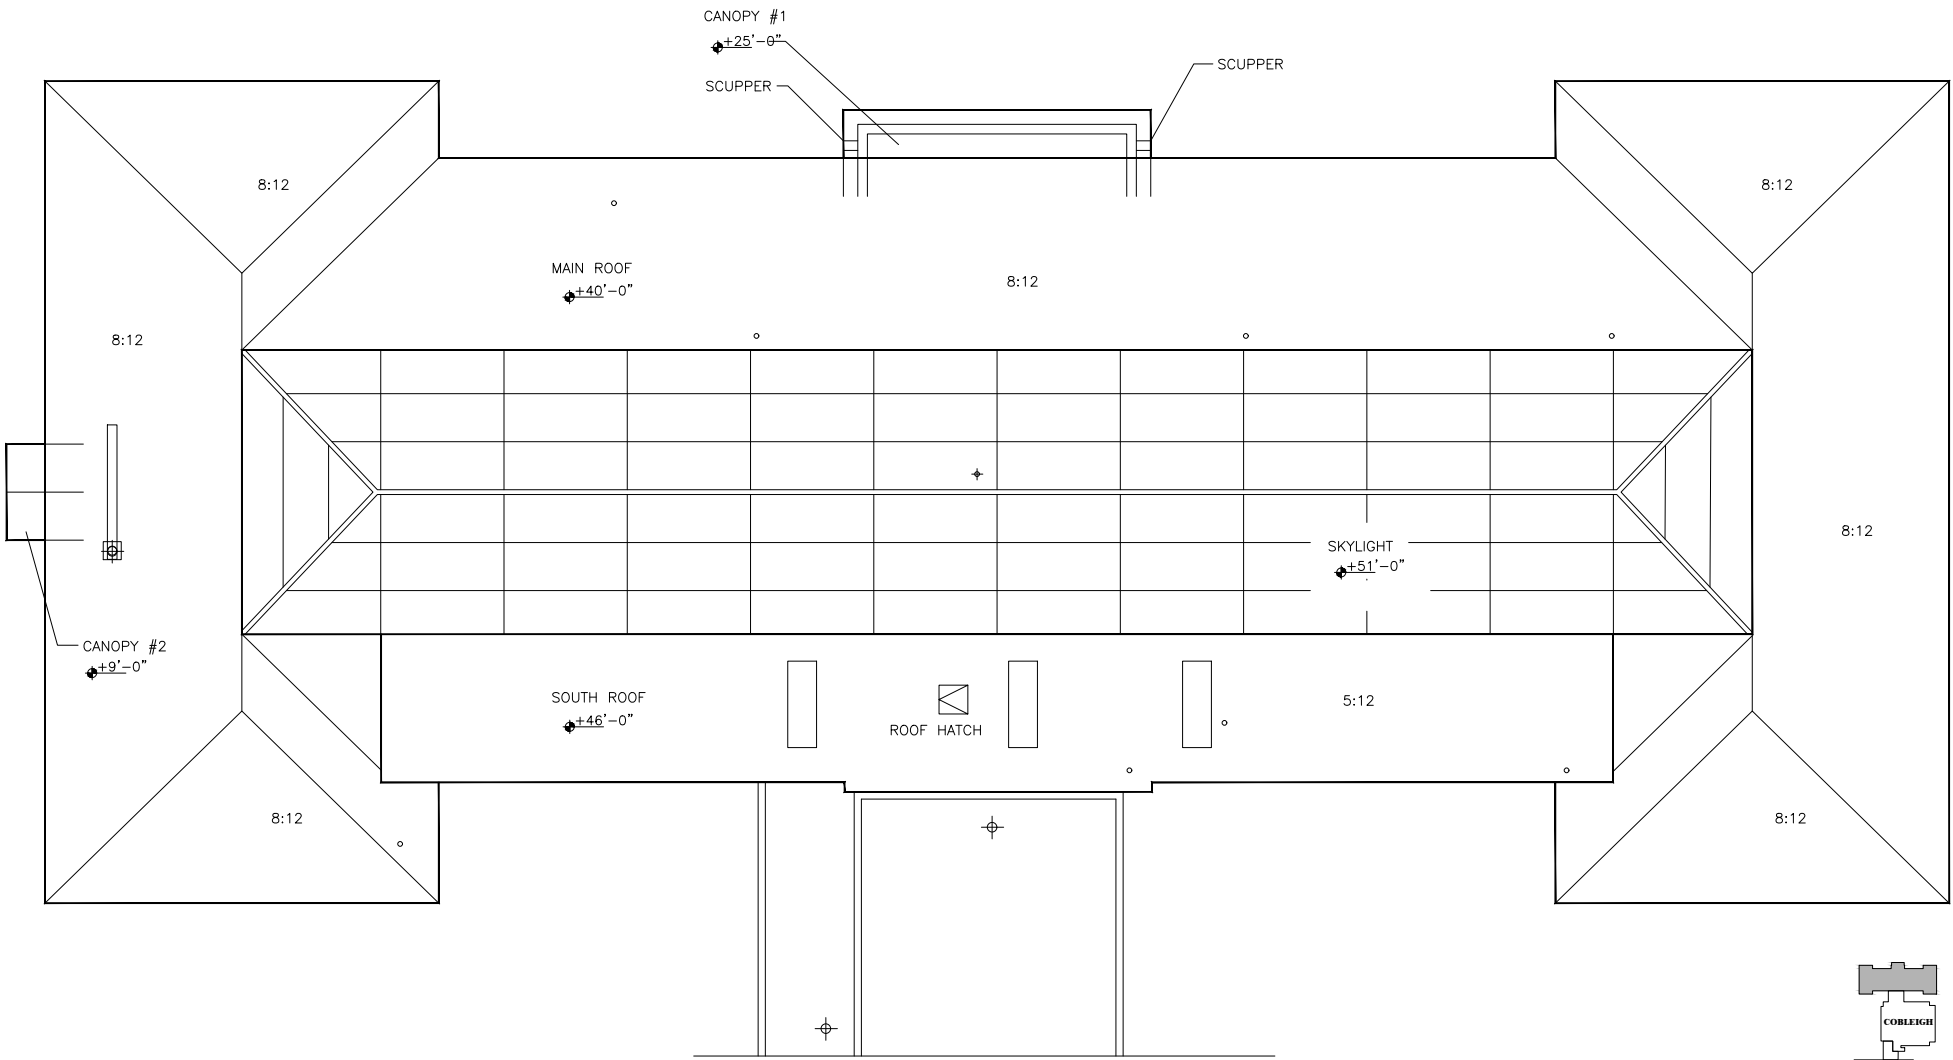 CANOPY #1
+25'-0"
SCUPPER
SCUPPER
8:12
8:12
MAIN ROOF
+40'-0"
8:12
8:12
8:12
SKYLIGHT
+51'-0"
CANOPY #2
+9'-0"
SOUTH ROOF
+46'-0"
ROOF HATCH
5:12
8:12
8:12
COBLEIGH